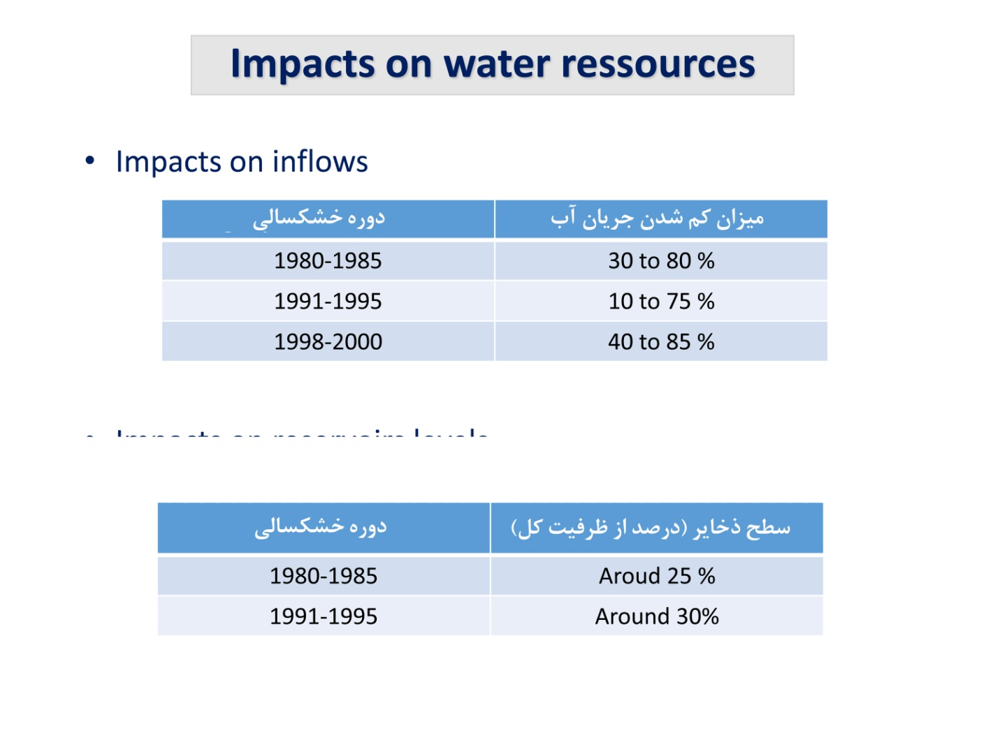 Impacts on water ressources
• Impacts on inflows
دوره خشکسالی	میزان کم شدن جریان آب
1980-1985	30 to 80 %
1991-1995	10 to 75 %
1998-2000	40 to 85 %
• Impacts on reservoirs levels
دوره خشکسالی	سطح ذخایر (درصد از ظرفیت کل)
1980-1985	Aroud 25 %
1991-1995	Around 30%